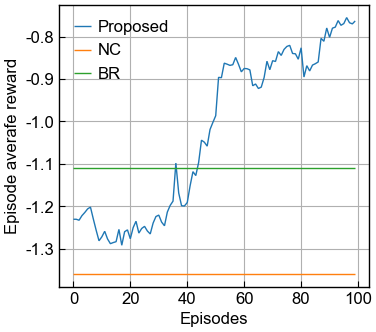 Proposed
NC
BR
-0.8
-0.9
-1.0
-1.1
-1.2
-1.3
Episode averafe reward
0 20 40 60 80 100
Episodes